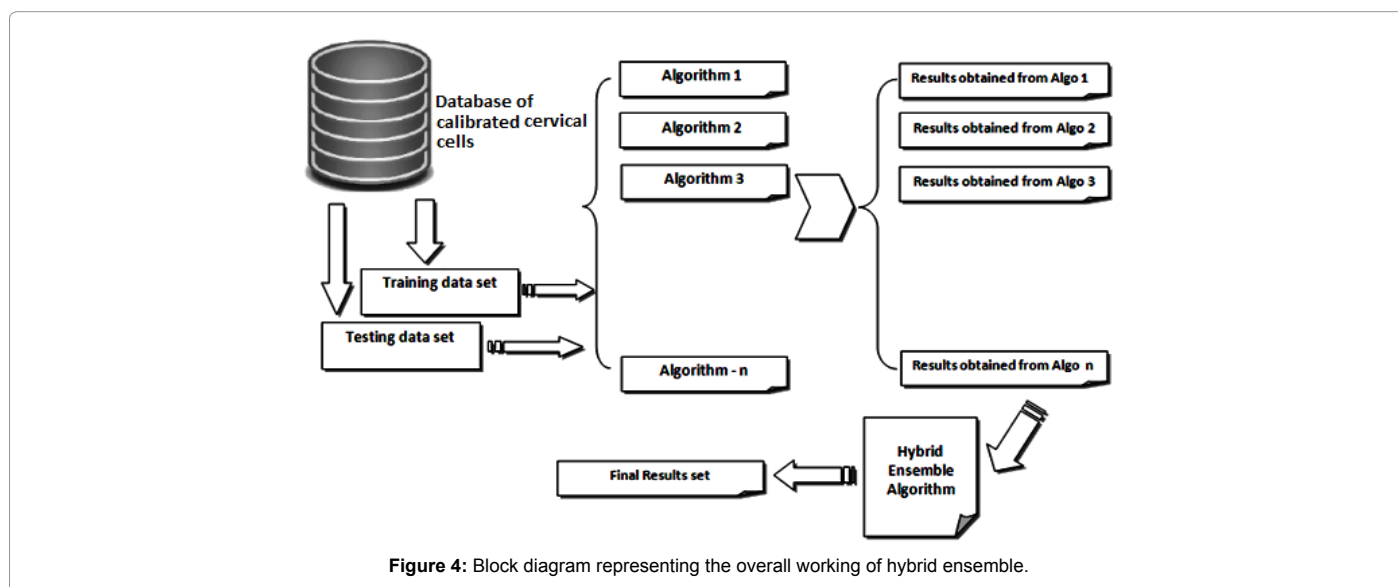 Database of
calibrated cervical
cells
Training data set
Testing data set
Algorithm 1
Algorithm 2
Algorithm 3
Algorithm - n
Results obtained from Algo 1
Results obtained from Algo 2
Results obtained from Algo 3
Results obtained from Algo n
Hybrid
Ensemble
Algorithm
Final Results set
Figure 4: Block diagram representing the overall working of hybrid ensemble.